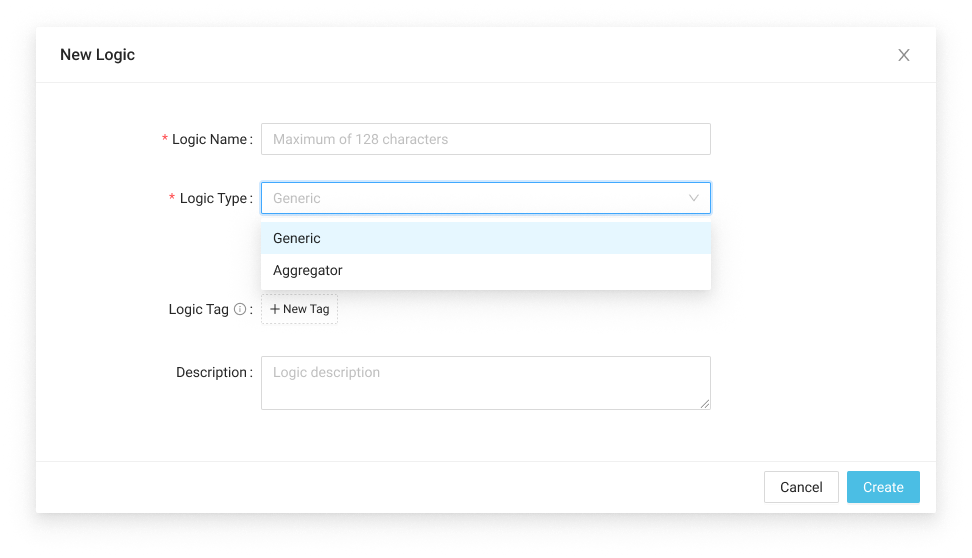 New Logic
* Logic Name :
Maximum of 128 characters
* Logic Type :
Generic
Generic
Aggregator
Logic Tag :
+ New Tag
Description :
Logic description
Cancel
Create